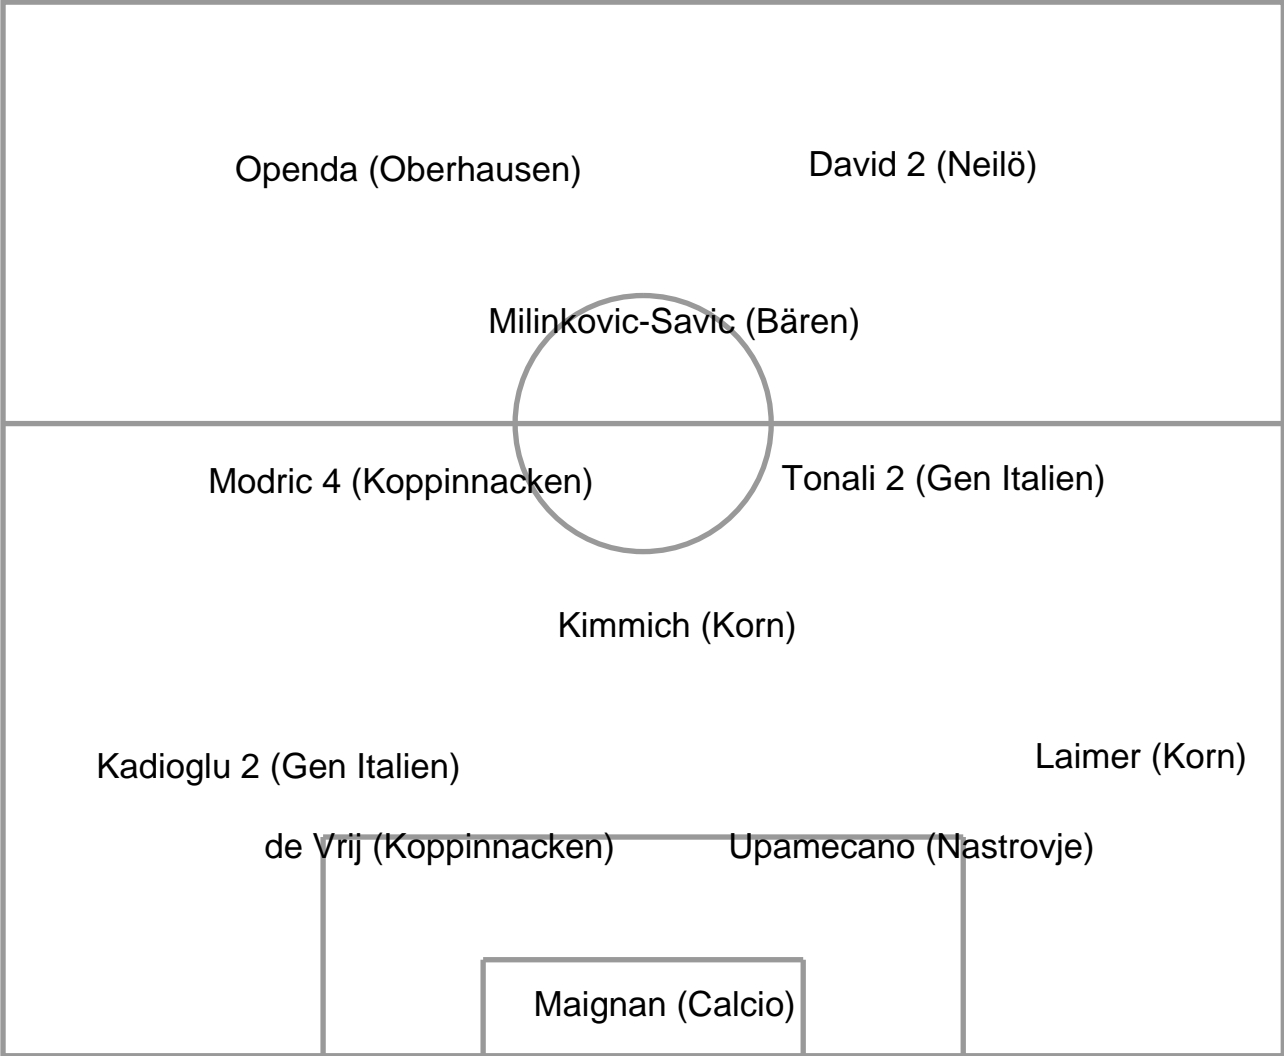 Openda (Oberhausen)
David 2 (Neilö)
Milinkovic-Savic (Bären)
Modric 4 (Koppinnacken)
Tonali 2 (Gen Italien)
Kimmich (Korn)
Kadioglu 2 (Gen Italien)
Laimer (Korn)
de Vrij (Koppinnacken)
Upamecano (Nastrovje)
Maignan (Calcio)